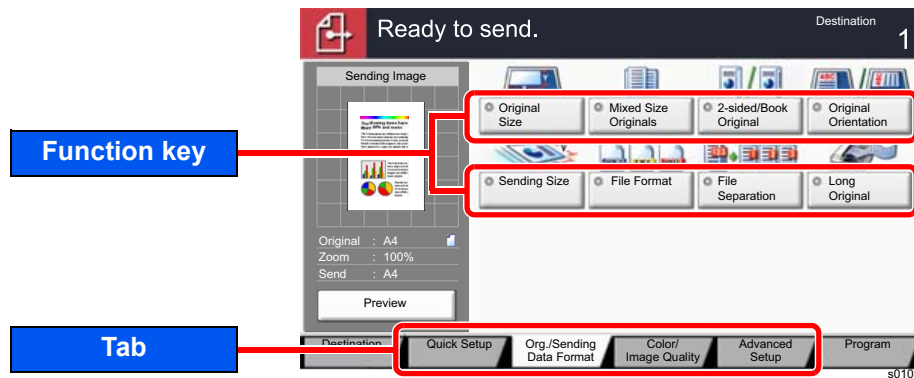 Ready to send.
Destination
1
Sending Image
Original
Size
Mixed Size
Originals
2-sided/Book
Original
Original
Orientation
Function key
Sending Size
File Format
File
Separation
Long
Original
Original : A4
Zoom : 100%
Send : A4
Preview
Tab
Destination
Quick Setup
Org./Sending
Data Format
Color/
Image Quality
Advanced
Setup
Program
s010